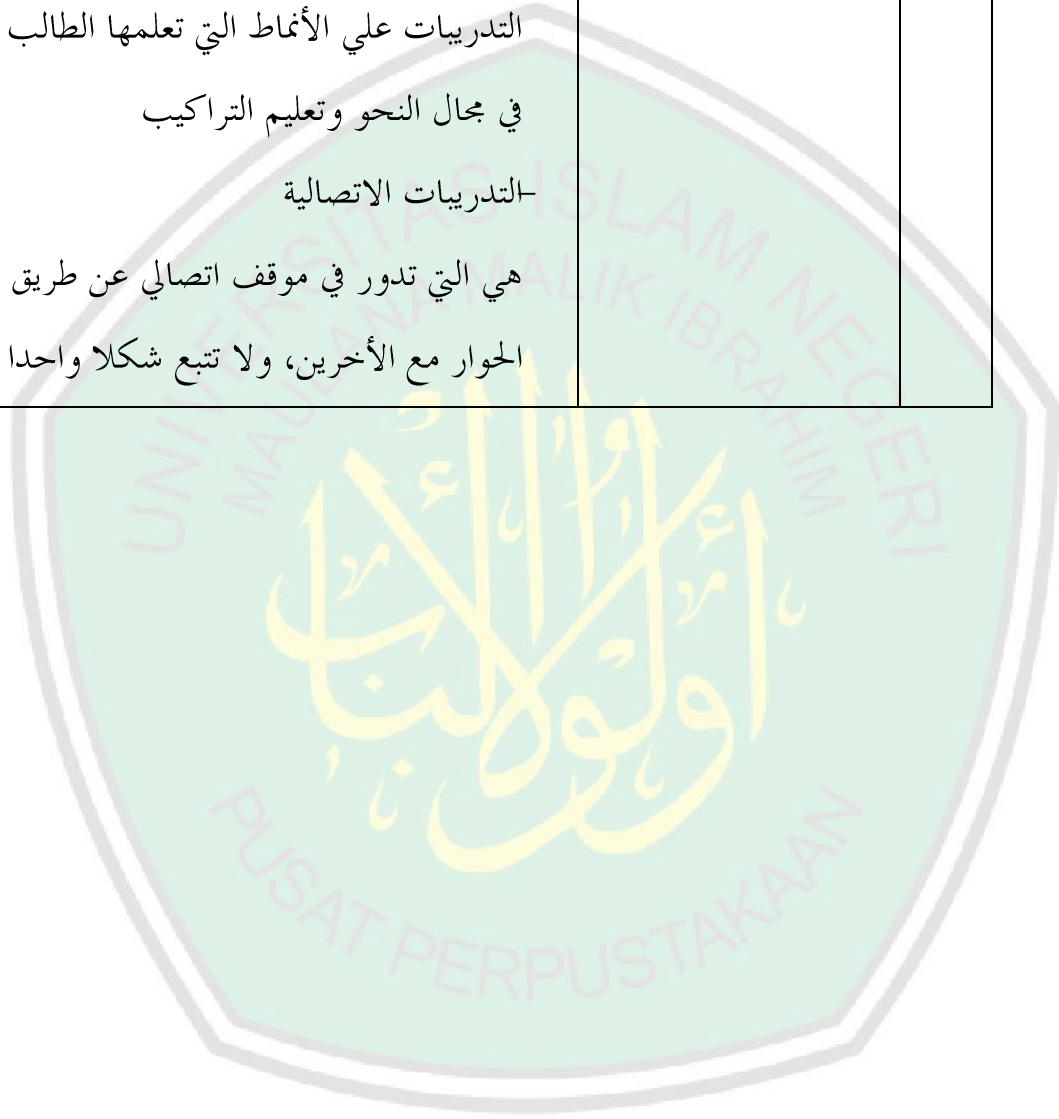 التدريبات علي الأنماط التي تعلمها الطالب
في مجال النحو وتعليم التراكيب
-التدريبات الاتصالية
هي التي تدور في موقف اتصالي عن طريق
الحوار مع الأخرين، ولا تتبع شكلا واحدا
UNIVERSITAS ISLAM NEGERI
MAULANA MALIK IBRAHIM
أولوا الألباب
PUSAT PERPUSTAKAAN